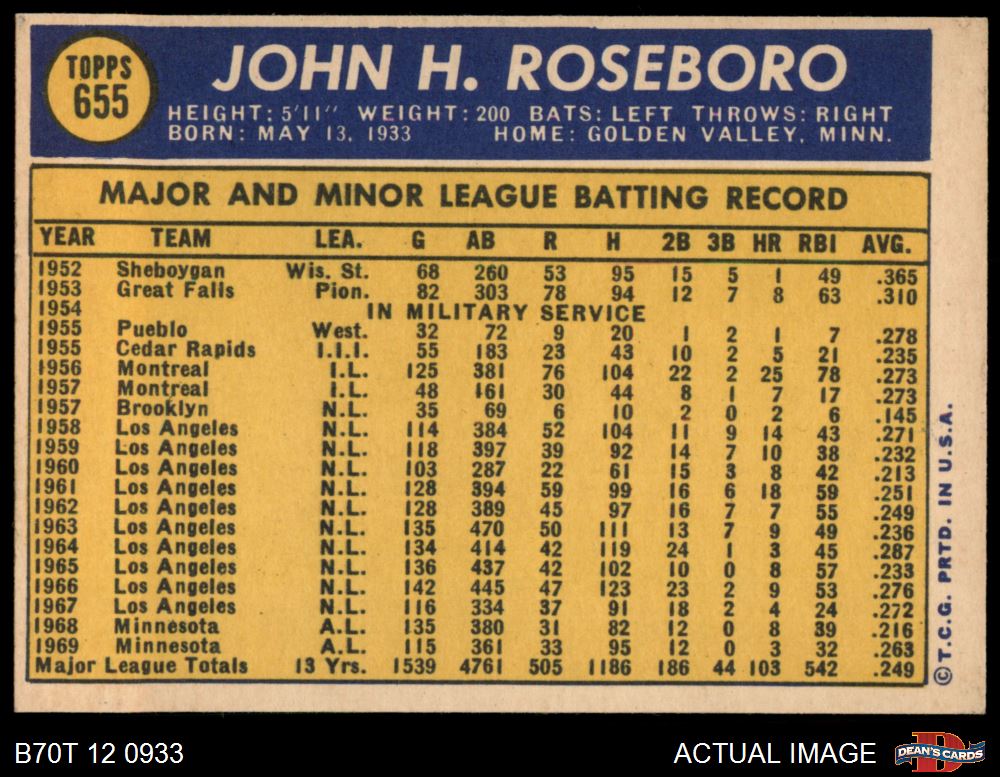 TOPPS
655
JOHN H. ROSEBORO
HEIGHT: 5'11" WEIGHT: 200 BATS: LEFT THROWS: RIGHT
BORN: MAY 13, 1933 HOME: GOLDEN VALLEY, MINN.
MAJOR AND MINOR LEAGUE BATTING RECORD
YEAR TEAM LEA. G AB R H 2B 3B HR RBI AVG.
1952 Sheboygan Wis. St. 68 260 53 95 15 5 1 49 .365
1953 Great Falls Pion. 82 303 78 94 12 7 8 63 .310
1954 IN MILITARY SERVICE
1955 Pueblo West. 32 72 9 20 1 2 1 7 .278
1955 Cedar Rapids I.I.I. 55 183 23 43 10 2 5 21 .235
1956 Montreal I.L. 125 381 76 104 22 2 25 78 .273
1957 Montreal I.L. 48 161 30 44 8 1 7 17 .273
1957 Brooklyn N.L. 35 69 6 10 2 0 2 6 .145
1958 Los Angeles N.L. 114 384 52 104 11 9 14 43 .271
1959 Los Angeles N.L. 118 397 39 92 14 7 10 38 .232
1960 Los Angeles N.L. 103 287 22 61 15 3 8 42 .213
1961 Los Angeles N.L. 128 394 59 99 16 6 18 59 .251
1962 Los Angeles N.L. 128 389 45 97 16 7 7 55 .249
1963 Los Angeles N.L. 135 470 50 111 13 7 9 49 .236
1964 Los Angeles N.L. 134 414 42 119 24 1 3 45 .287
1965 Los Angeles N.L. 136 437 42 102 10 0 8 57 .233
1966 Los Angeles N.L. 142 445 47 123 23 2 9 53 .276
1967 Los Angeles N.L. 116 334 37 91 18 2 4 24 .272
1968 Minnesota A.L. 135 380 31 82 12 0 8 39 .216
1969 Minnesota A.L. 115 361 33 95 12 0 3 32 .263
Major League Totals 13 Yrs. 1539 4761 505 1186 186 44 103 542 .249
© T.C.G. PRTD. IN U.S.A.
B70T 12 0933
ACTUAL IMAGE
DEAN'S CARDS